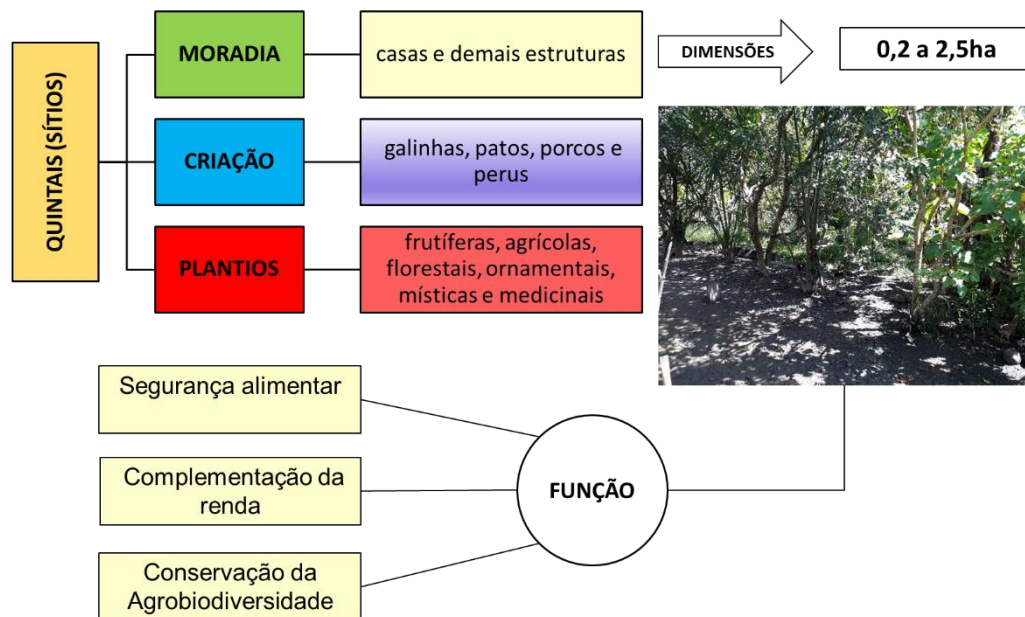 QUINTAIS (SÍTIOS)
MORADIA
casas e demais estruturas
DIMENSÕES
0,2 a 2,5ha
CRIAÇÃO
galinhas, patos, porcos e
perus
PLANTIOS
frutíferas, agrícolas,
florestais, ornamentais,
místicas e medicinais
Segurança alimentar
Complementação da
renda
Conservação da
Agrobiodiversidade
FUNÇÃO